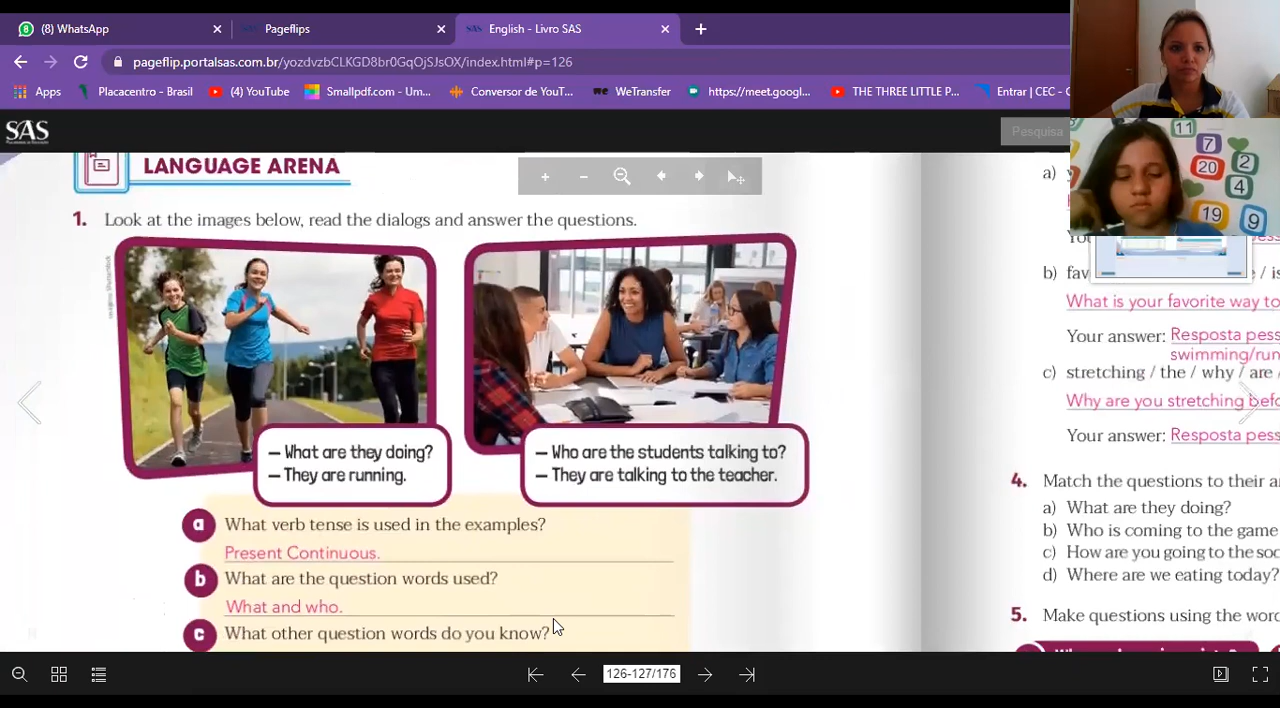 (8) WhatsApp
Pageflips
English - Livro SAS
pageflip.portalsas.com.br/yozdvzbCLKGD8br0GqOjSJsOX/index.html#p=126
Apps
Placacentro - Brasil
(4) YouTube
Smallpdf.com - Um...
Conversor de YouT...
WeTransfer
https://meet.googl...
THE THREE LITTLE P...
Entrar | CEC - C
SAS
Pesquisa
LANGUAGE ARENA
1. Look at the images below, read the dialogs and answer the questions.
– What are they doing?
– They are running.
– Who are the students talking to?
– They are talking to the teacher.
a What verb tense is used in the examples?
Present Continuous.
b What are the question words used?
What and who.
c What other question words do you know?
a)
b) fav
What is your favorite way to
Your answer: Resposta pess
swimming/run
c) stretching / the / why / are /
Why are you stretching befo
Your answer: Resposta pess
4. Match the questions to their an
a) What are they doing?
b) Who is coming to the game
c) How are you going to the soc
d) Where are we eating today?
5. Make questions using the word
126-127/176
11
7
2
20
4
19
9